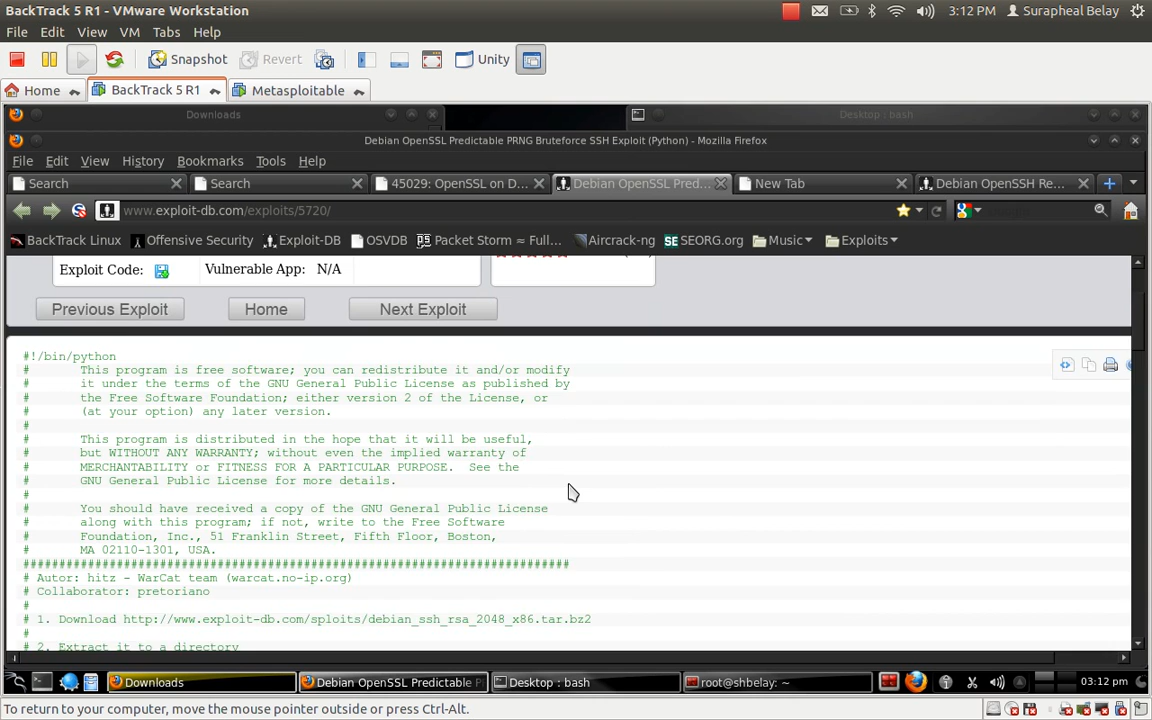 BackTrack 5 R1 - VMware Workstation
3:12 PM
Surapheal Belay
File Edit View VM Tabs Help
Snapshot
Revert
Unity
Home
BackTrack 5 R1
Metasploitable
Downloads
Desktop : bash
Debian OpenSSL Predictable PRNG Bruteforce SSH Exploit (Python) - Mozilla Firefox
File Edit View History Bookmarks Tools Help
Search
Search
45029: OpenSSL on D...
Debian OpenSSL Pred...
New Tab
Debian OpenSSH Re...
www.exploit-db.com/exploits/5720/
BackTrack Linux
Offensive Security
Exploit-DB
OSVDB
Packet Storm ≈ Full...
Aircrack-ng
SEORG.org
Music
Exploits
Exploit Code:
Vulnerable App: N/A
Previous Exploit
Home
Next Exploit
#!/bin/python
# This program is free software; you can redistribute it and/or modify
# it under the terms of the GNU General Public License as published by
# the Free Software Foundation; either version 2 of the License, or
# (at your option) any later version.
#
# This program is distributed in the hope that it will be useful,
# but WITHOUT ANY WARRANTY; without even the implied warranty of
# MERCHANTABILITY or FITNESS FOR A PARTICULAR PURPOSE. See the
# GNU General Public License for more details.
#
# You should have received a copy of the GNU General Public License
# along with this program; if not, write to the Free Software
# Foundation, Inc., 51 Franklin Street, Fifth Floor, Boston,
# MA 02110-1301, USA.
############################################################################
# Autor: hitz - WarCat team (warcat.no-ip.org)
# Collaborator: pretoriano
#
# 1. Download http://www.exploit-db.com/sploits/debian_ssh_rsa_2048_x86.tar.bz2
#
# 2. Extract it to a directory
Downloads
Debian OpenSSL Predictable P
Desktop : bash
root@shbelay: ~
03:12 pm
To return to your computer, move the mouse pointer outside or press Ctrl-Alt.